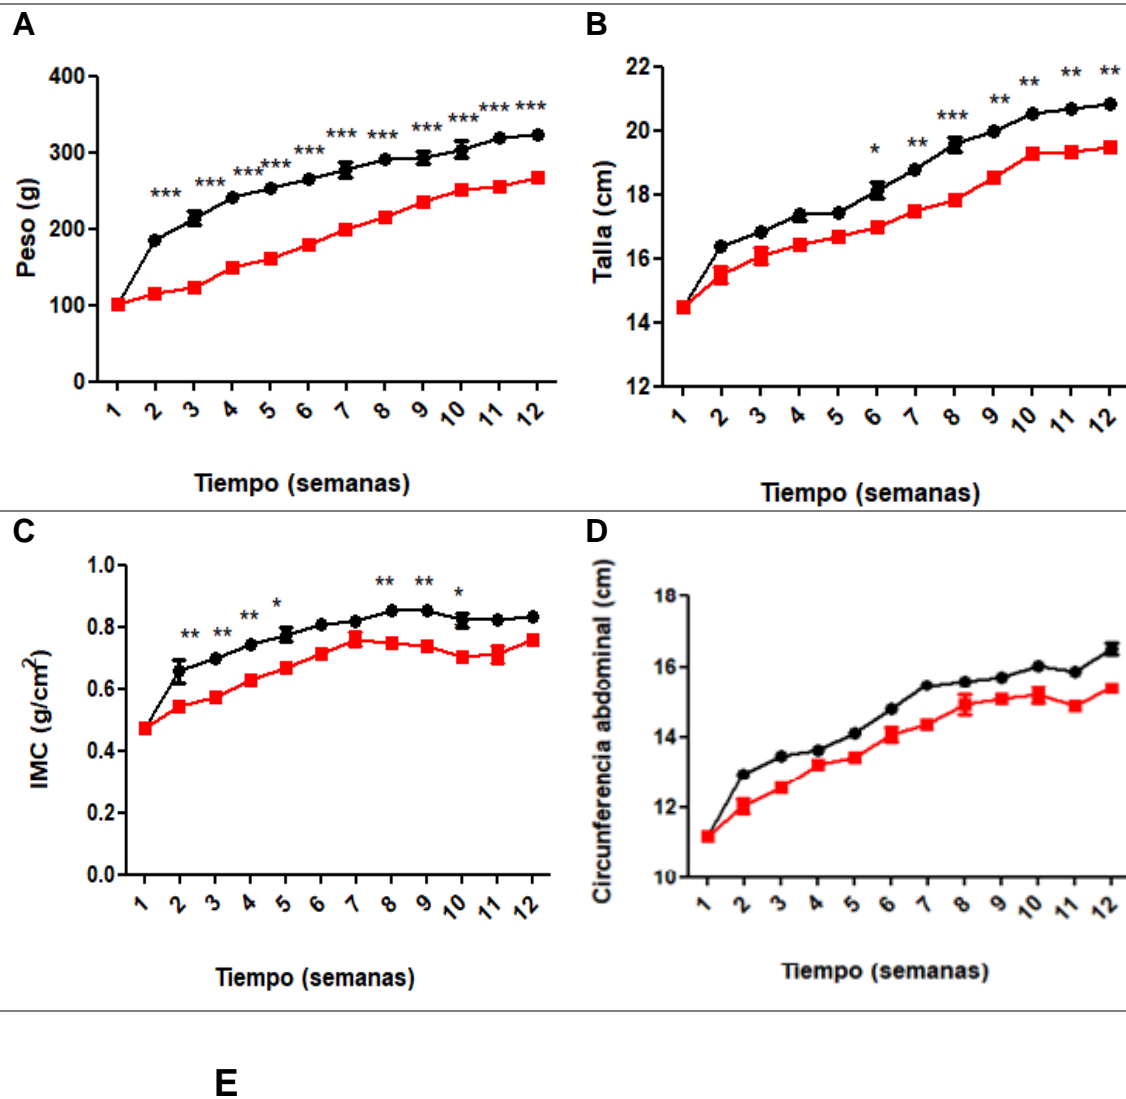 A
400
300
200
100
0
Peso (g)
*** *** *** *** *** *** *** *** *** *** ***
1 2 3 4 5 6 7 8 9 10 11 12
Tiempo (semanas)
B
22
20
18
16
14
12
Talla (cm)
* ** *** ** ** ** **
1 2 3 4 5 6 7 8 9 10 11 12
Tiempo (semanas)
C
1.0
0.8
0.6
0.4
0.2
0.0
IMC (g/cm²)
** ** ** * ** ** *
1 2 3 4 5 6 7 8 9 10 11 12
Tiempo (semanas)
D
18
16
14
12
10
Circunferencia abdominal (cm)
1 2 3 4 5 6 7 8 9 10 11 12
Tiempo (semanas)
E